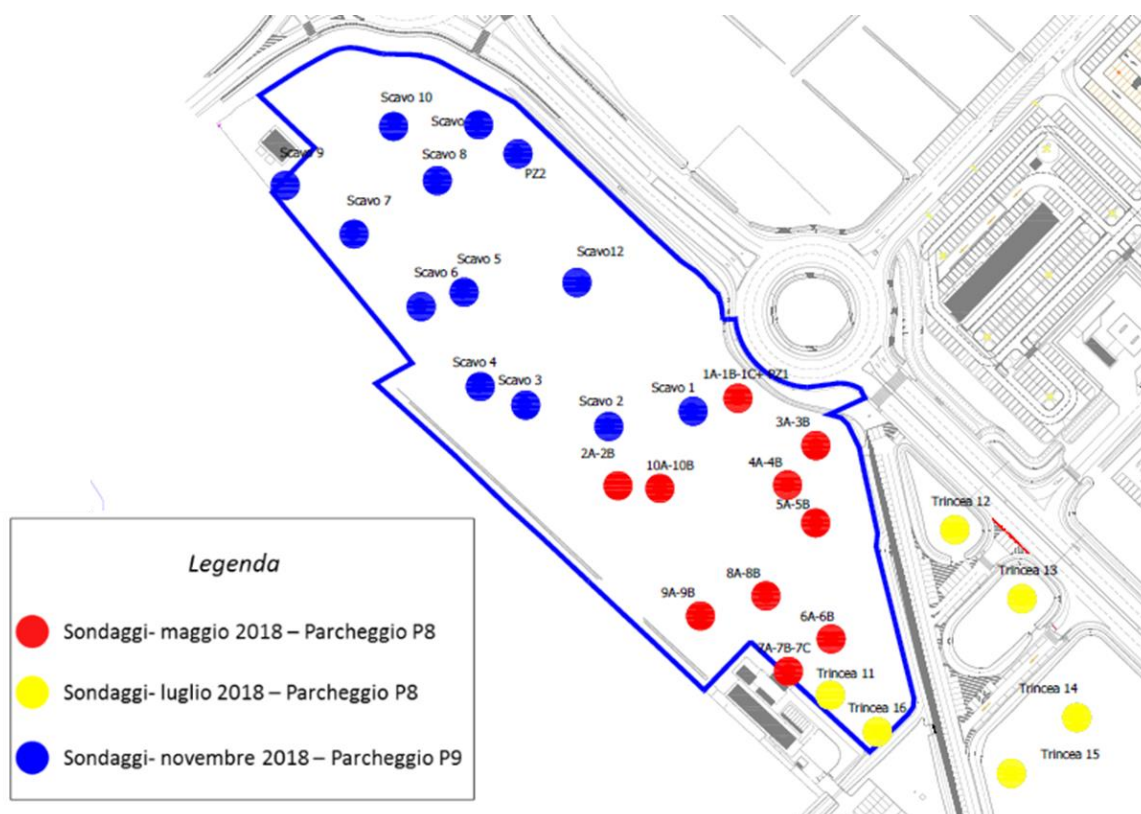 Scavo 10
Scavo
Scavo 9
Scavo 8
PZ2
Scavo 7
Scavo12
Scavo 5
Scavo 6
Scavo 4
Scavo 3
Scavo 2
Scavo 1
1A-1B-1C+ PZ1
3A-3B
2A-2B
10A-10B
4A-4B
5A-5B
Trincea 12
Trincea 13
8A-8B
9A-9B
6A-6B
7A-7B-7C
Trincea 11
Trincea 16
Trincea 14
Trincea 15
Legenda
Sondaggi- maggio 2018 – Parcheggio P8
Sondaggi- luglio 2018 – Parcheggio P8
Sondaggi- novembre 2018 – Parcheggio P9